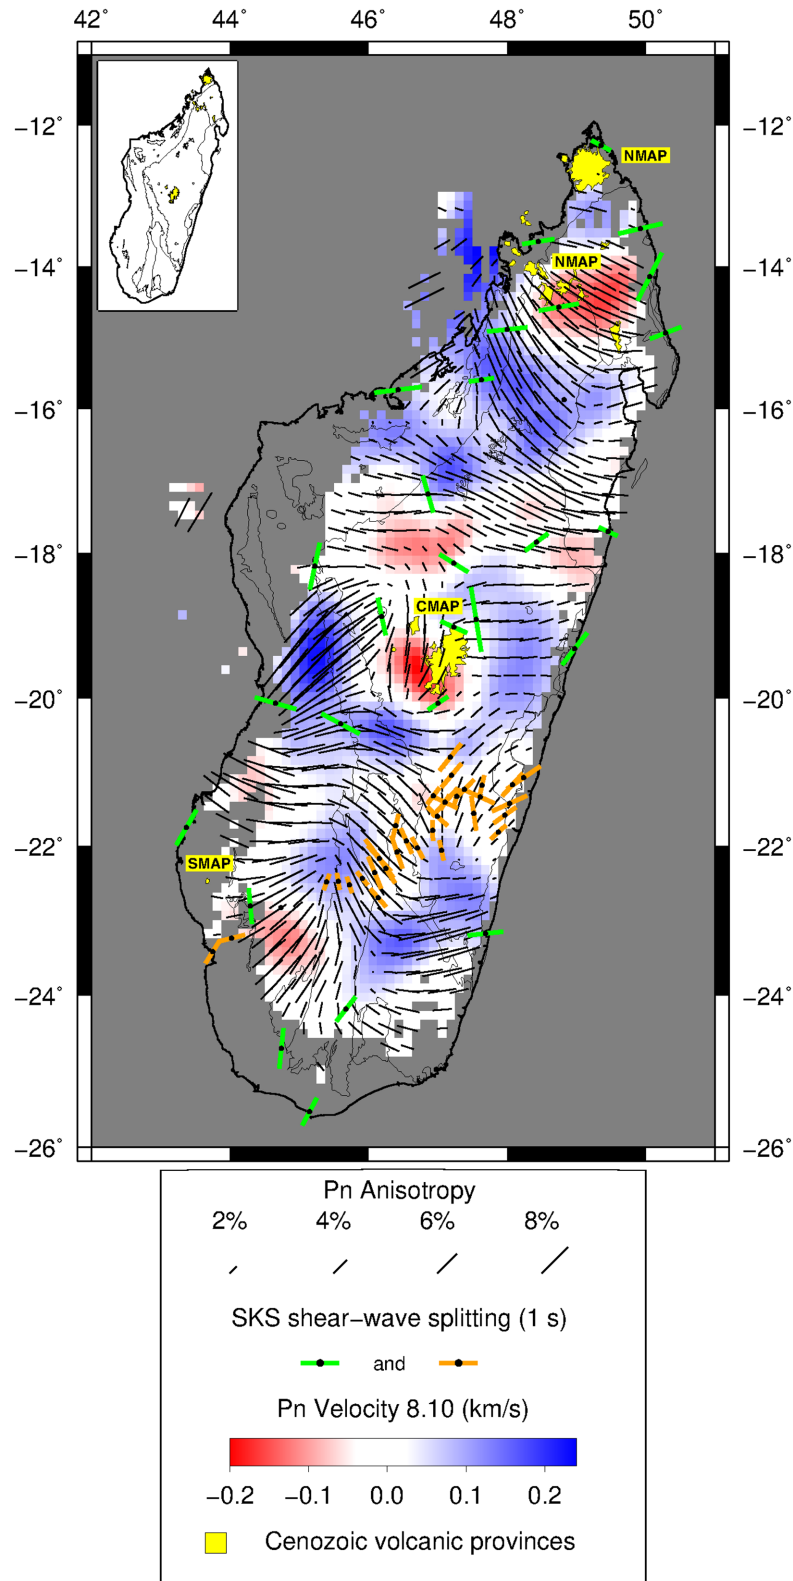 42˚ 44˚ 46˚ 48˚ 50˚
−12˚ −12˚
NMAP
−14˚ −14˚
NMAP
−16˚ −16˚
−18˚ −18˚
CMAP
−20˚ −20˚
−22˚ −22˚
SMAP
−24˚ −24˚
−26˚ −26˚
Pn Anisotropy
2% 4% 6% 8%
SKS shear−wave splitting (1 s)
and
Pn Velocity 8.10 (km/s)
−0.2 −0.1 0.0 0.1 0.2
Cenozoic volcanic provinces